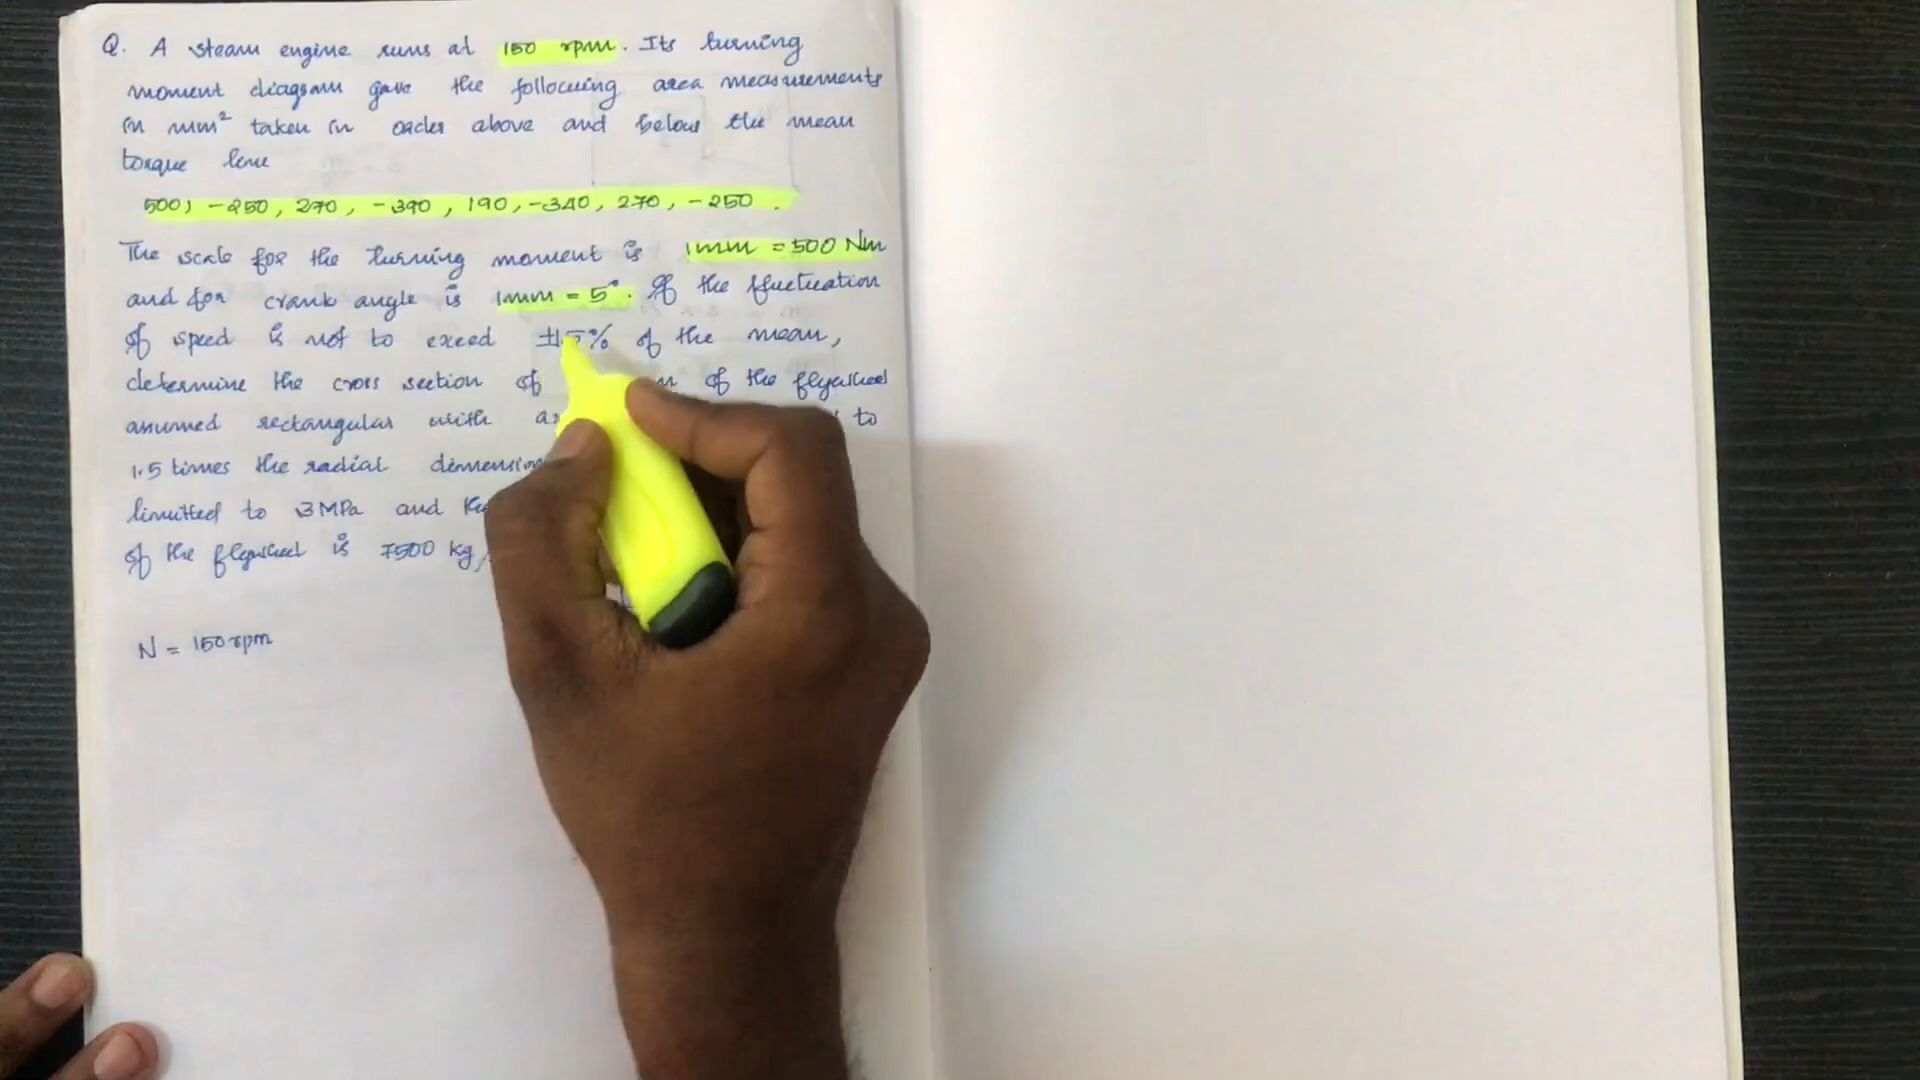 Q. A steam engine runs at 150 rpm. Its turning
moment diagram gave the following area measurements
in mm² taken in order above and below the mean
torque line
500, -250, 270, -390, 190, -340, 270, -250.
The scale for the turning moment is 1mm = 500 Nm
and for crank angle is 1mm = 5°. If the fluctuation
of speed is not to exeed % of the mean,
determine the cross section of of the flywheel
assumed rectangular with to
1.5 times the radial dimension
limitted to 3 MPa and
of the flywheel is 7500 kg/
N = 150 rpm